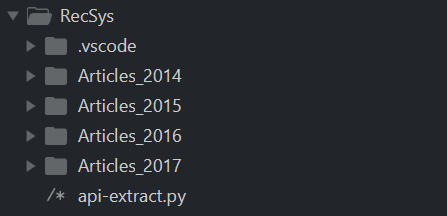 RecSys
.vscode
Articles_2014
Articles_2015
Articles_2016
Articles_2017
/* api-extract.py